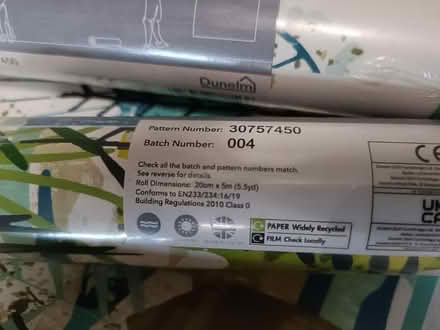 Dunelm
Pattern Number: 30757450
Batch Number: 004
Check all the batch and pattern numbers match.
See reverse for details.
Roll Dimensions: 20cm x 5m (5.5yd)
Conforms to EN233/234:16/19
Building Regulations 2010 Class 0
PAPER Widely Recycled
FILM Check Locally
CE
UK
CA